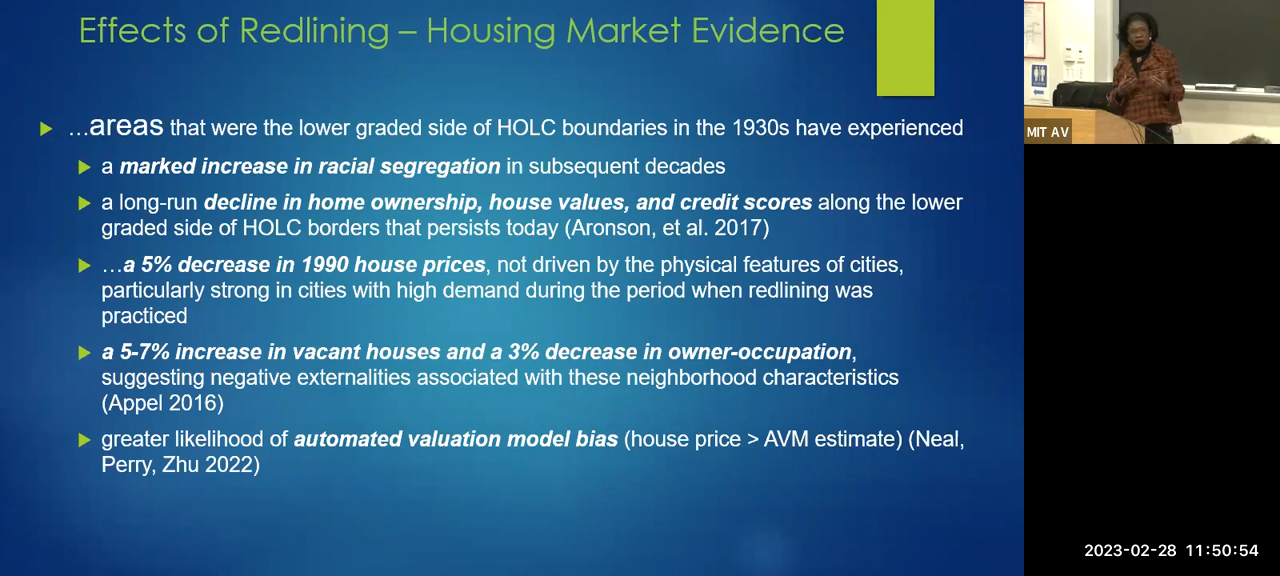 Effects of Redlining – Housing Market Evidence
…areas that were the lower graded side of HOLC boundaries in the 1930s have experienced
a marked increase in racial segregation in subsequent decades
a long-run decline in home ownership, house values, and credit scores along the lower
graded side of HOLC borders that persists today (Aronson, et al. 2017)
…a 5% decrease in 1990 house prices, not driven by the physical features of cities,
particularly strong in cities with high demand during the period when redlining was
practiced
a 5-7% increase in vacant houses and a 3% decrease in owner-occupation,
suggesting negative externalities associated with these neighborhood characteristics
(Appel 2016)
greater likelihood of automated valuation model bias (house price > AVM estimate) (Neal,
Perry, Zhu 2022)
MIT AV
2023-02-28 11:50:54